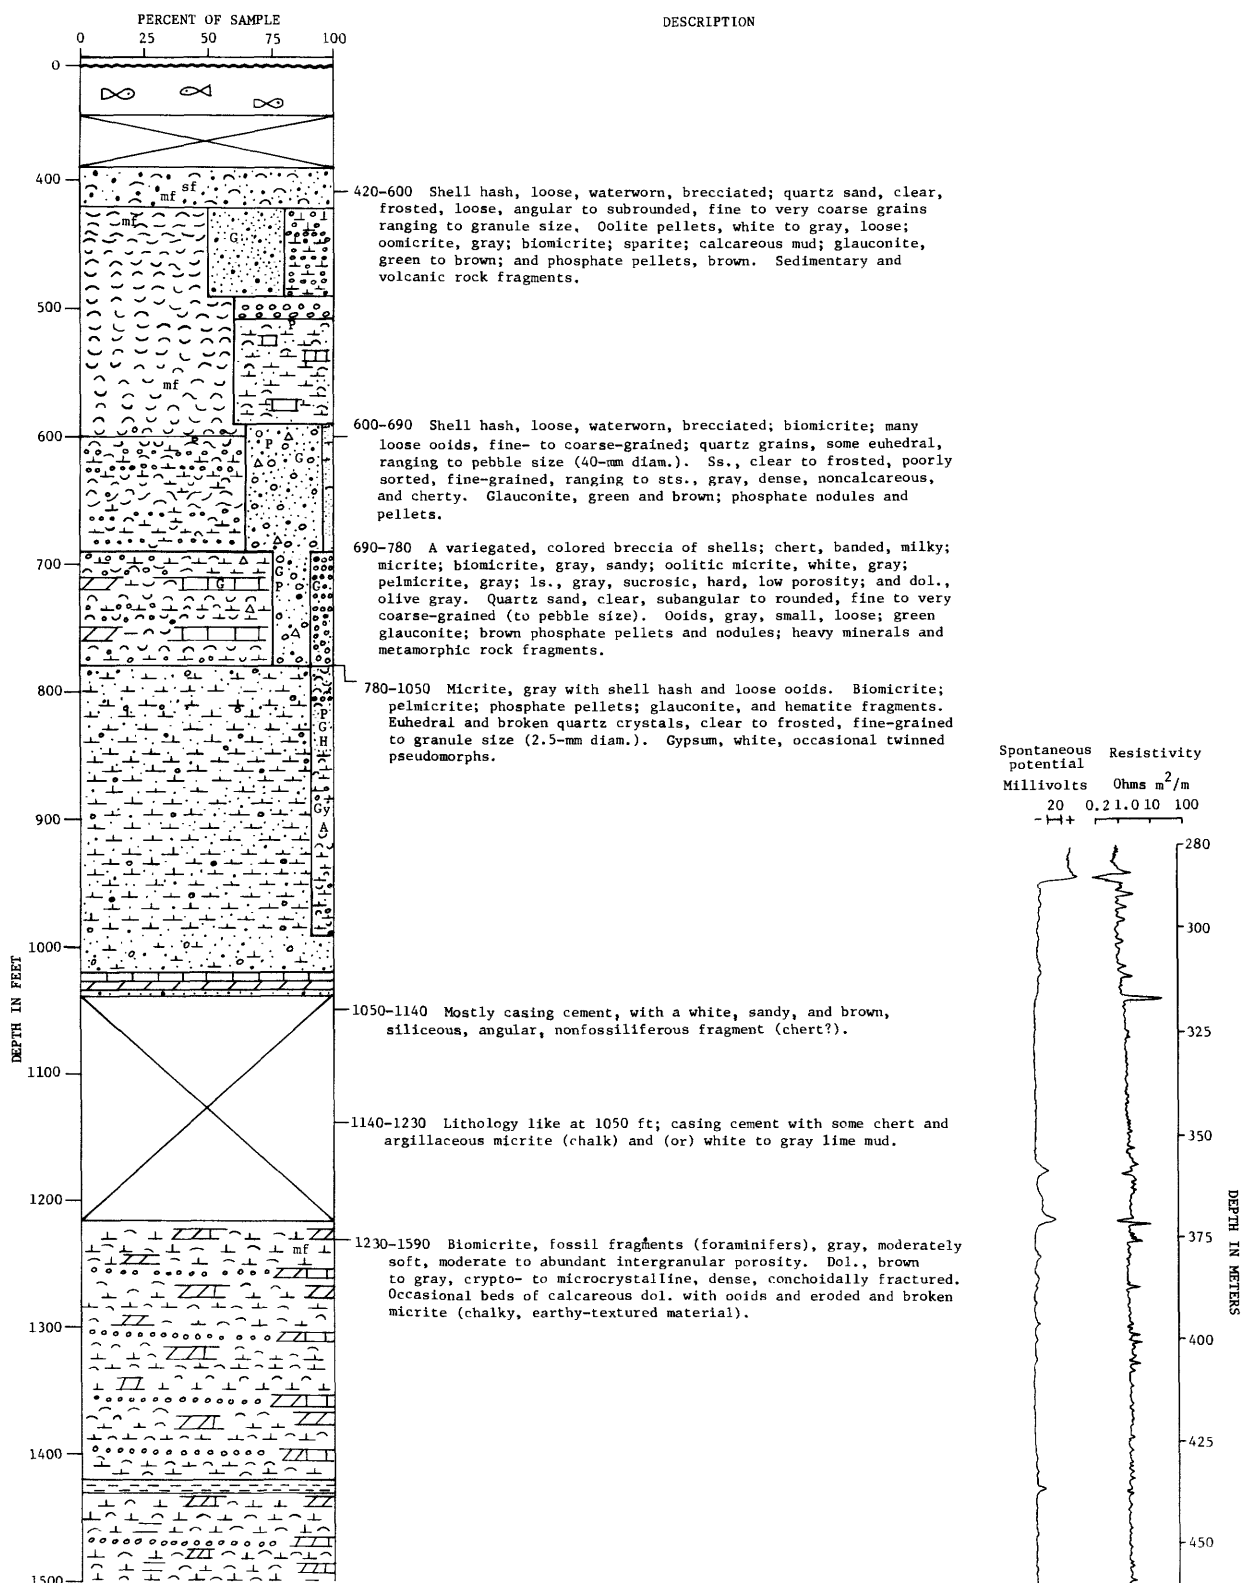 PERCENT OF SAMPLE
DESCRIPTION
0 25 50 75 100
0
400
sf
mf
420-600 Shell hash, loose, waterworn, brecciated; quartz sand, clear,
frosted, loose, angular to subrounded, fine to very coarse grains
ranging to granule size. Oolite pellets, white to gray, loose;
oomicrite, gray; biomicrite; sparite; calcareous mud; glauconite,
green to brown; and phosphate pellets, brown. Sedimentary and
volcanic rock fragments.
mf
G
500
P
mf
600
P
P
G
600-690 Shell hash, loose, waterworn, brecciated; biomicrite; many
loose ooids, fine- to coarse-grained; quartz grains, some euhedral,
ranging to pebble size (40-mm diam.). Ss., clear to frosted, poorly
sorted, fine-grained, ranging to sts., gray, dense, noncalcareous,
and cherty. Glauconite, green and brown; phosphate nodules and
pellets.
690-780 A variegated, colored breccia of shells; chert, banded, milky;
micrite; biomicrite, gray, sandy; oolitic micrite, white, gray;
pelmicrite, gray; ls., gray, sucrosic, hard, low porosity; and dol.,
olive gray. Quartz sand, clear, subangular to rounded, fine to very
coarse-grained (to pebble size). Ooids, gray, small, loose; green
glauconite; brown phosphate pellets and nodules; heavy minerals and
metamorphic rock fragments.
700
G
G
P
G
780-1050 Micrite, gray with shell hash and loose ooids. Biomicrite;
pelmicrite; phosphate pellets; glauconite, and hematite fragments.
Euhedral and broken quartz crystals, clear to frosted, fine-grained
to granule size (2.5-mm diam.). Gypsum, white, occasional twinned
pseudomorphs.
800
P
G
H
Gy
A
900
1000
DEPTH IN FEET
1050-1140 Mostly casing cement, with a white, sandy, and brown,
siliceous, angular, nonfossiliferous fragment (chert?).
1100
1140-1230 Lithology like at 1050 ft; casing cement with some chert and
argillaceous micrite (chalk) and (or) white to gray lime mud.
1200
mf
1230-1590 Biomicrite, fossil fragments (foraminifers), gray, moderately
soft, moderate to abundant intergranular porosity. Dol., brown
to gray, crypto- to microcrystalline, dense, conchoidally fractured.
Occasional beds of calcareous dol. with ooids and eroded and broken
micrite (chalky, earthy-textured material).
1300
1400
1500
Spontaneous
potential
Resistivity
Millivolts
Ohms m2/m
20
- +
0.2 1.0 10 100
280
300
325
350
375
400
425
450
DEPTH IN METERS